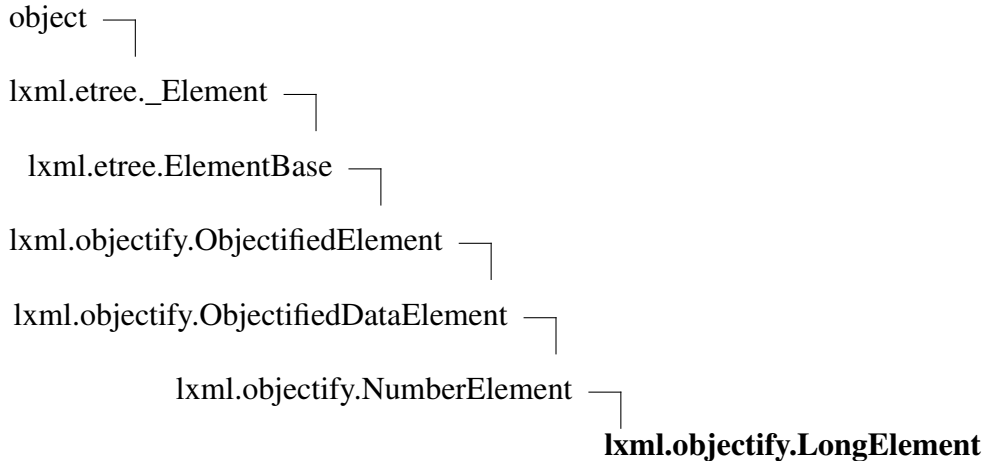 object
lxml.etree._Element
lxml.etree.ElementBase
lxml.objectify.ObjectifiedElement
lxml.objectify.ObjectifiedDataElement
lxml.objectify.NumberElement
lxml.objectify.LongElement